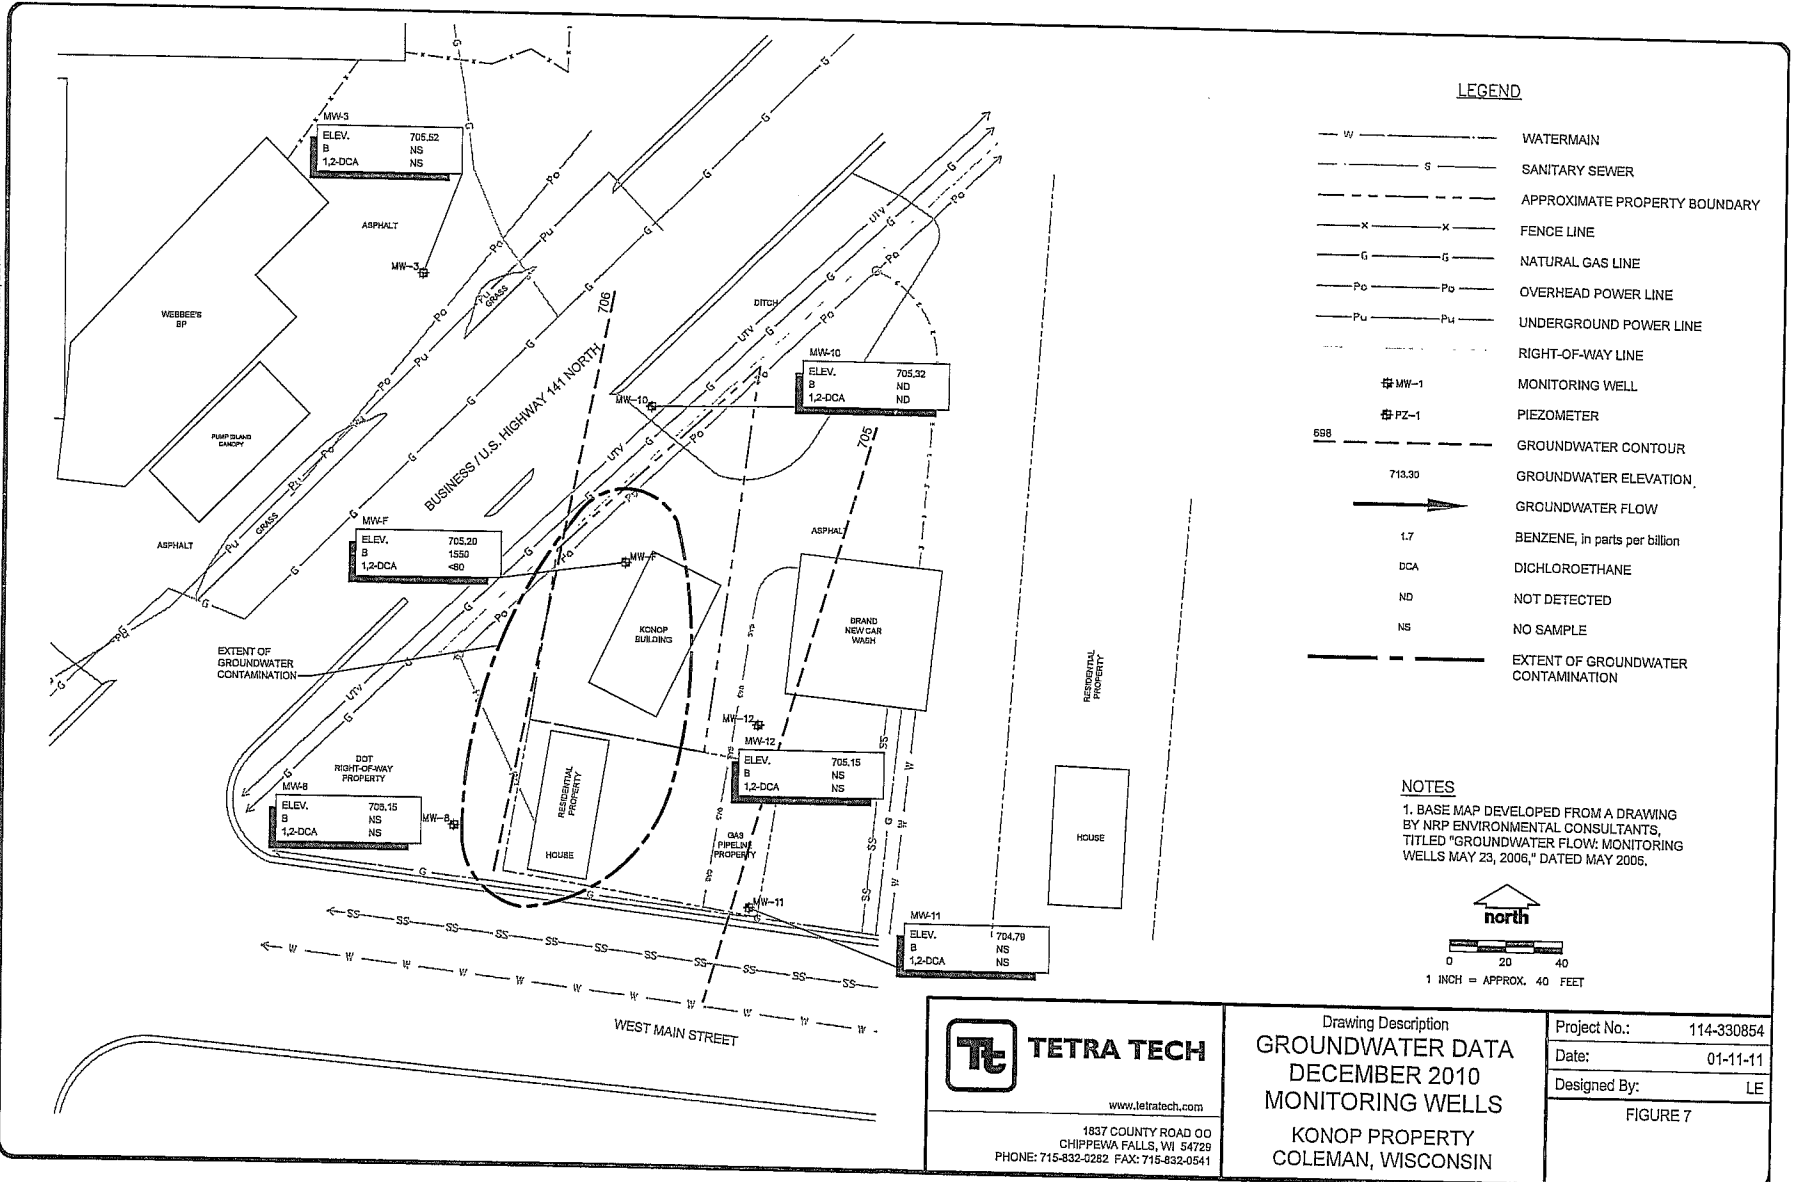 MW-3
ELEV. 705.52
B NS
1,2-DCA NS
ASPHALT
MW-3
WEBBEE'S
BP
PUMP ISLAND
CANOPY
GRASS
GRASS
ASPHALT
BUSINESS / U.S. HIGHWAY 141 NORTH
706
DITCH
MW-10
ELEV. 705.32
B ND
1,2-DCA ND
MW-10
705
MW-F
ELEV. 705.20
B 1550
1,2-DCA <80
MW-F
ASPHALT
KONOP
BUILDING
BRAND
NEW CAR
WASH
EXTENT OF
GROUNDWATER
CONTAMINATION
DOT
RIGHT-OF-WAY
PROPERTY
MW-8
ELEV. 705.15
B NS
1,2-DCA NS
MW-8
RESIDENTIAL
PROPERTY
HOUSE
MW-12
MW-12
ELEV. 705.15
B NS
1,2-DCA NS
GAS
PIPELINE
PROPERTY
MW-11
MW-11
ELEV. 704.79
B NS
1,2-DCA NS
RESIDENTIAL
PROPERTY
HOUSE
WEST MAIN STREET
LEGEND
W WATERMAIN
S SANITARY SEWER
APPROXIMATE PROPERTY BOUNDARY
x x FENCE LINE
G G NATURAL GAS LINE
Po Po OVERHEAD POWER LINE
Pu Pu UNDERGROUND POWER LINE
RIGHT-OF-WAY LINE
MW-1 MONITORING WELL
PZ-1 PIEZOMETER
698 GROUNDWATER CONTOUR
713.30 GROUNDWATER ELEVATION
GROUNDWATER FLOW
1.7 BENZENE, in parts per billion
DCA DICHLOROETHANE
ND NOT DETECTED
NS NO SAMPLE
EXTENT OF GROUNDWATER
CONTAMINATION
NOTES
1. BASE MAP DEVELOPED FROM A DRAWING
BY NRP ENVIRONMENTAL CONSULTANTS,
TITLED "GROUNDWATER FLOW: MONITORING
WELLS MAY 23, 2006," DATED MAY 2006.
north
0 20 40
1 INCH = APPROX. 40 FEET
Tt TETRA TECH
www.tetratech.com
1837 COUNTY ROAD OO
CHIPPEWA FALLS, WI 54729
PHONE: 715-832-0282 FAX: 715-832-0541
Drawing Description
GROUNDWATER DATA
DECEMBER 2010
MONITORING WELLS
KONOP PROPERTY
COLEMAN, WISCONSIN
Project No.: 114-330854
Date: 01-11-11
Designed By: LE
FIGURE 7